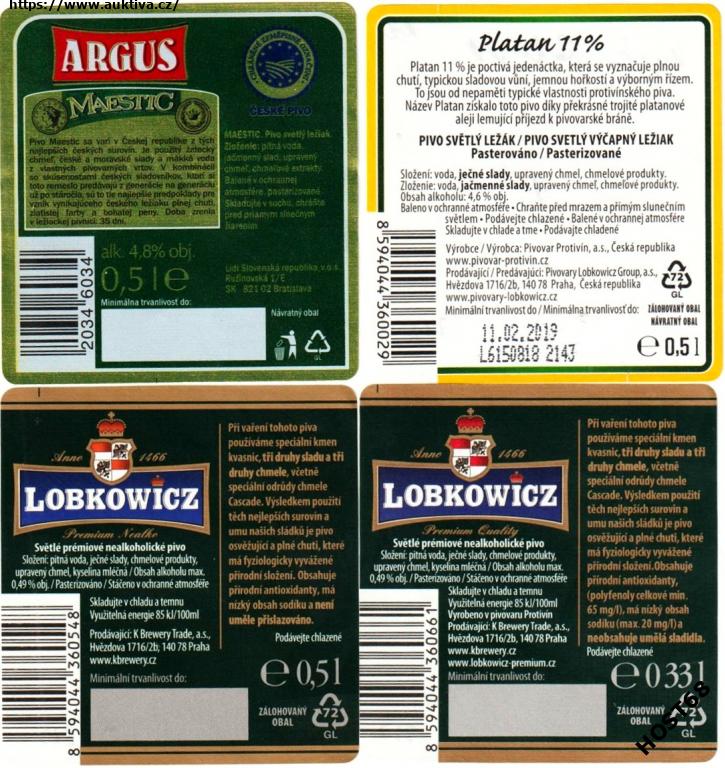 https://www.auktiva.cz/
ARGUS
MAESTIC
Pivo Maestic sa varí v Českej republike z tých
najlepších českých surovín. Je použitý žatecký
chmeľ, české a moravské slady a mäkká voda
z vlastných pivovarných vrtov. V kombinácii
so skúsenosťami českých sladovníkov, ktorí si
toto remeslo predávajú z generácie na generáciu
už po stáročia, sú to tie najlepšie predpoklady pre
vznik vynikajúceho českého ležiaku plnej chuti,
zlatistej farby a bohatej peny. Doba zrenia
v ležiackej pivnici: 35 dní.
CHRÁNĚNÉ ZEMĚPISNÉ OZNAČENÍ
ČESKÉ PIVO
MAESTIC. Pivo svetlý ležiak.
Zloženie: pitná voda,
jačmenný slad, upravený
chmeľ, chmeľové extrakty.
Balené v ochrannej
atmosfére, pasterizované.
Skladujte v suchu, chráňte
pred priamym slnečným
žiarením.
alk. 4,8% obj.
0,5 l e
Lidl Slovenská republika, v.o.s.
Ružinovská 1/E
SK - 821 02 Bratislava
Minimálna trvanlivosť do:
Návratný obal
GL
2034 6034
Platan 11%
Platan 11 % je poctivá jedenáctka, která se vyznačuje plnou
chutí, typickou sladovou vůní, jemnou hořkostí a výborným řízem.
To jsou od nepaměti typické vlastnosti protivínského piva.
Název Platan získalo toto pivo díky překrásné trojité platanové
aleji lemující příjezd k pivovarské bráně.
PIVO SVĚTLÝ LEŽÁK / PIVO SVETLÝ VÝČAPNÝ LEŽIAK
Pasterováno / Pasterizované
Složení: voda, ječné slady, upravený chmel, chmelové produkty.
Zloženie: voda, jačmenné slady, upravený chmeľ, chmeľové produkty.
Obsah alkoholu: 4,6 % obj.
Baleno v ochranné atmosféře • Chraňte před mrazem a přímým slunečním
světlem • Podávejte chlazené • Balené v ochrannej atmosfére
Skladujte v chlade a tme • Podávajte chladené
Výrobce / Výrobca: Pivovar Protivín, a.s., Česká republika
www.pivovar-protivin.cz
Prodávající / Predávajúci: Pivovary Lobkowicz Group, a.s.,
Hvězdova 1716/2b, 140 78 Praha, Česká republika
www.pivovary-lobkowicz.cz
Minimální trvanlivost do / Minimálna trvanlivosť do:
72
GL
ZÁLOHOVANÝ OBAL
NÁVRATNÝ OBAL
11.02.2019
L6150818 2143
e 0,5 l
8 594044 360029
Anno 1466
LOBKOWICZ
Premium Nealko
Světlé prémiové nealkoholické pivo
Složení: pitná voda, ječné slady, chmelové produkty,
upravený chmel, kyselina mléčná / Obsah alkoholu max.
0,49 % obj. / Pasterizováno / Stáčeno v ochranné atmosféře
Skladujte v chladu a temnu
Využitelná energie 85 kJ/100ml
Prodávající: K Brewery Trade, a.s.,
Hvězdova 1716/2b, 140 78 Praha
www.kbrewery.cz
Minimální trvanlivost do:
Při vaření tohoto piva
používáme speciální kmen
kvasnic, tři druhy sladu a tři
druhy chmele, včetně
speciální odrůdy chmele
Cascade. Výsledkem použití
těch nejlepších surovin a
umu našich sládků je pivo
osvěžující a plné chuti, které
má fyziologicky vyvážené
přírodní složení. Obsahuje
přírodní antioxidanty, má
nízký obsah sodíku a není
uměle přislazováno.
Podávejte chlazené
e 0,5 l
ZÁLOHOVANÝ
OBAL
72
GL
8 594044 360548
Anno 1466
LOBKOWICZ
Premium Quality
Světlé prémiové nealkoholické pivo
Složení: pitná voda, ječné slady, chmelové produkty,
upravený chmel, kyselina mléčná / Obsah alkoholu max.
0,49 % obj. / Pasterizováno / Stáčeno v ochranné atmosféře
Skladujte v chladu a temnu
Využitelná energie 85 kJ/100ml
Vyrobeno v pivovaru Protivín
Prodávající: K Brewery Trade, a.s.,
Hvězdova 1716/2b, 140 78 Praha
www.kbrewery.cz
www.lobkowicz-premium.cz
Minimální trvanlivost do:
Při vaření tohoto piva
používáme speciální kmen
kvasnic, tři druhy sladu a tři
druhy chmele, včetně
speciální odrůdy chmele
Cascade. Výsledkem použití
těch nejlepších surovin a
umu našich sládků je pivo
osvěžující a plné chuti, které
má fyziologicky vyvážené
přírodní složení. Obsahuje
přírodní antioxidanty,
(polyfenoly celkové min.
65 mg/l), má nízký obsah
sodíku (max. 20 mg/l) a
neobsahuje umělá sladidla.
Podávejte chlazené
e 0 33 l
ZÁLOHOVANÝ
OBAL
72
GL
8 594044 360661
HOST68